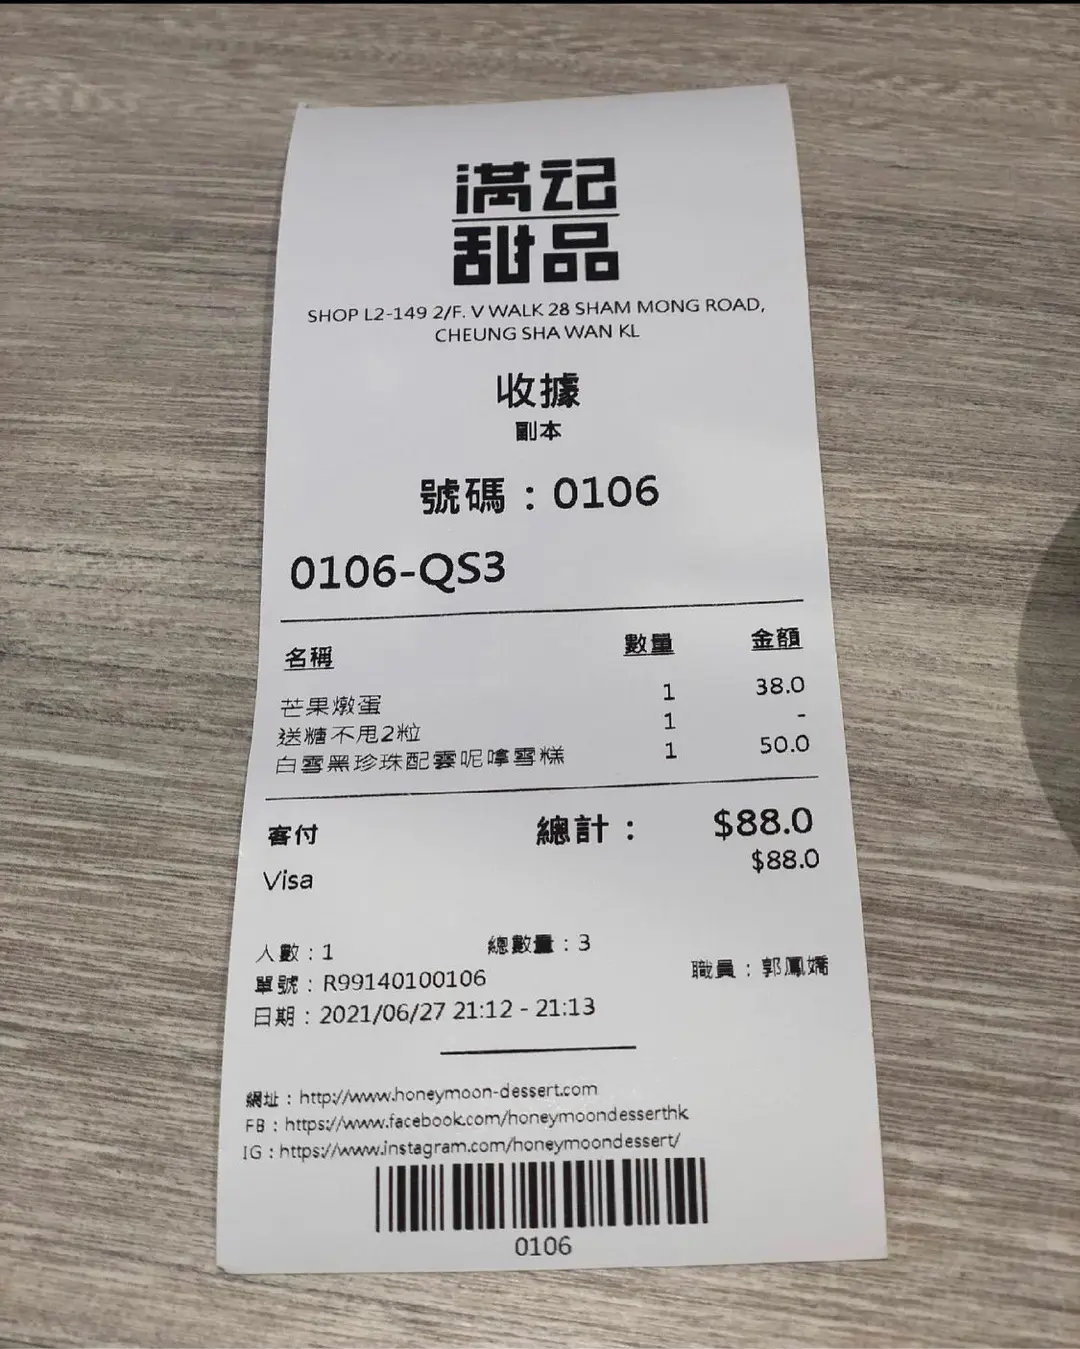 滿記
甜品
SHOP L2-149 2/F. V WALK 28 SHAM MONG ROAD,
CHEUNG SHA WAN KL
收據
副本
號碼：0106
0106-QS3
名稱 數量 金額
芒果燉蛋 1 38.0
送糖不甩2粒 1 -
白雪黑珍珠配雲呢嗱雪糕 1 50.0
客付 總計： $88.0
Visa $88.0
人數：1 總數量：3
單號：R99140100106 職員：郭鳳嬌
日期：2021/06/27 21:12 - 21:13
網址：http://www.honeymoon-dessert.com
FB：https://www.facebook.com/honeymoondesserthk
IG：https://www.instagram.com/honeymoondessert/
0106